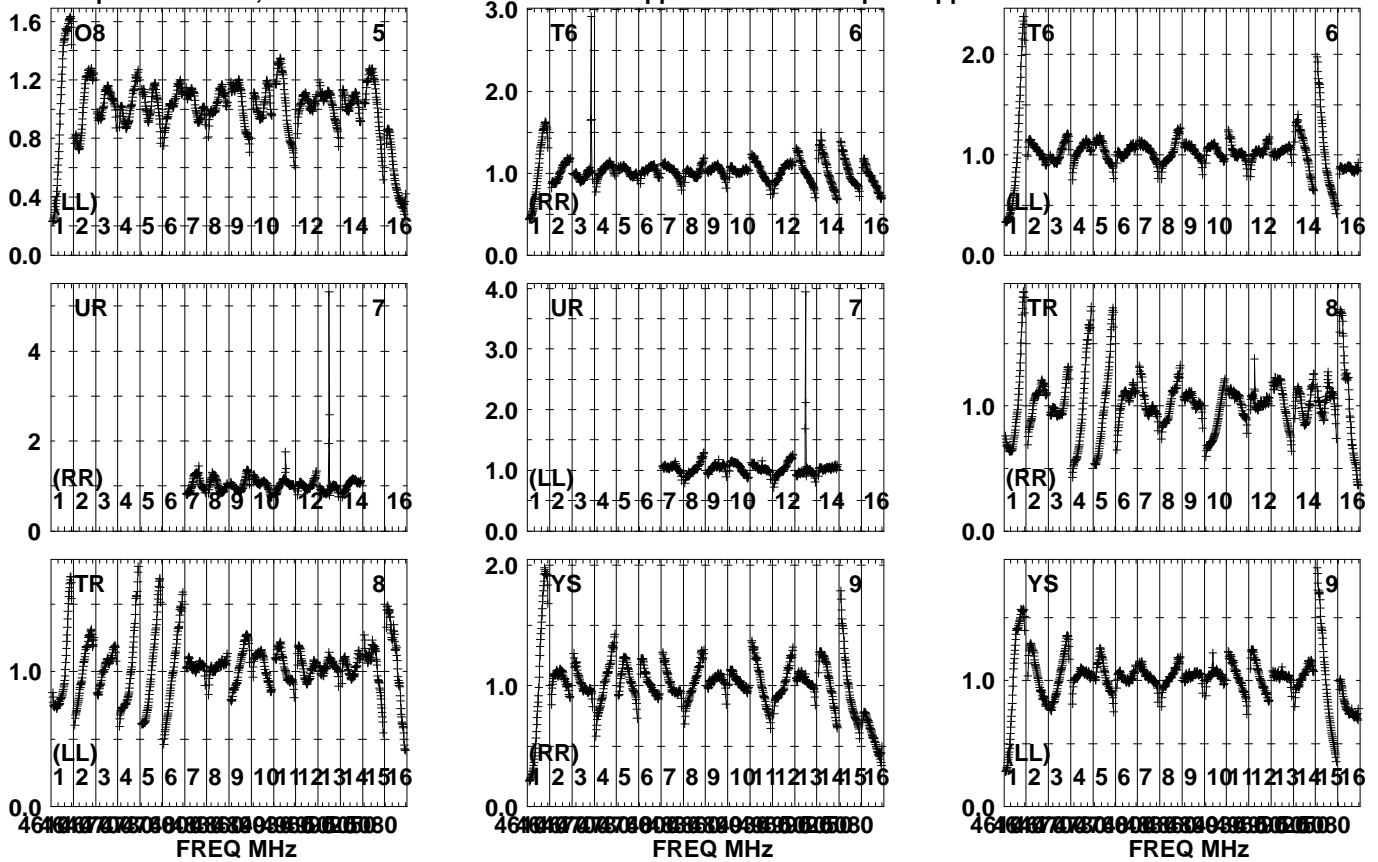 O8 5
1.6
1.2
0.8
0.4
0.0
(LL)
1 2 3 4 5 6 7 8 9 10 12 14 16
T6 6
3.0
2.0
1.0
0.0
(RR)
1 2 3 4 5 6 7 8 9 10 12 14 16
T6 6
2.0
1.0
0.0
(LL)
1 2 3 4 5 6 7 8 9 10 12 14 16
UR 7
4
2
0
(RR)
1 2 3 4 5 6 7 8 9 10 12 14 16
UR 7
4.0
3.0
2.0
1.0
0.0
(LL)
1 2 3 4 5 6 7 8 9 10 12 14 16
TR 8
1.0
0.0
(RR)
1 2 3 4 5 6 7 8 9 10 12 14 16
TR 8
1.0
0.0
(LL)
1 2 3 4 5 6 7 8 9 10 11 12 13 14 15 16
FREQ MHz
YS 9
2.0
1.0
0.0
(RR)
1 2 3 4 5 6 7 8 9 10 11 12 13 14 15 16
FREQ MHz
YS 9
1.0
0.0
(LL)
1 2 3 4 5 6 7 8 9 10 11 12 13 14 15 16
FREQ MHz